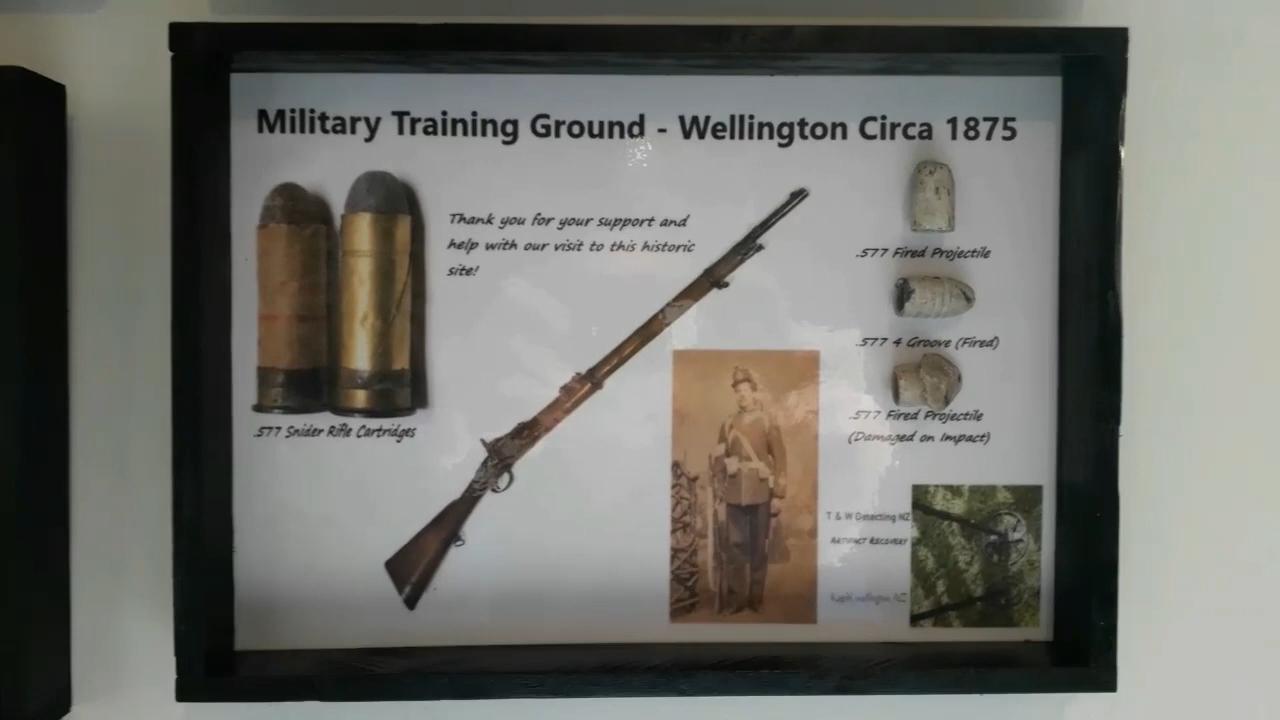 Military Training Ground - Wellington Circa 1875
Thank you for your support and
help with our visit to this historic
site!
.577 Snider Rifle Cartridges
.577 Fired Projectile
.577 4 Groove (Fired)
.577 Fired Projectile
(Damaged on Impact)
T & W Detecting NZ
Artifact Recovery
NZ